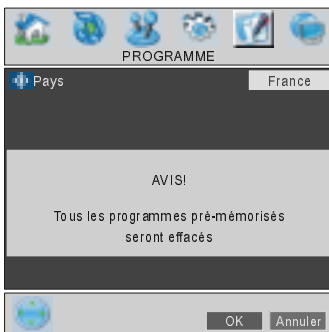 PROGRAMME
Pays France
AVIS!
Tous les programmes pré-mémorisés
seront effacés
OK Annuler